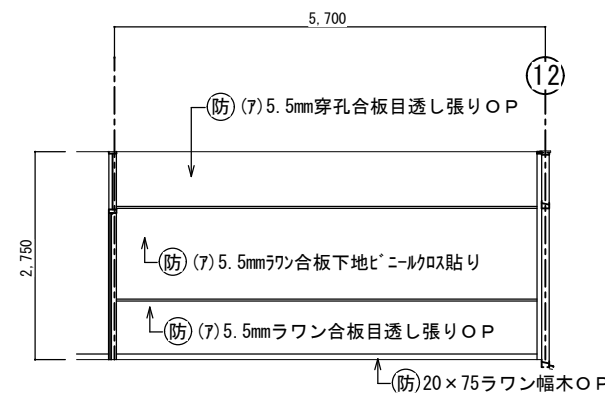 5,700
⑫
㊭ (ｱ)5.5mm穿孔合板目透し張りＯＰ
2,750
防 (ｱ)5.5mmﾗﾜﾝ合板下地ﾋﾞﾆｰﾙｸﾛｽ貼り
防 (ｱ)5.5mmラワン合板目透し張りＯＰ
防 20×75ラワン幅木ＯＰ